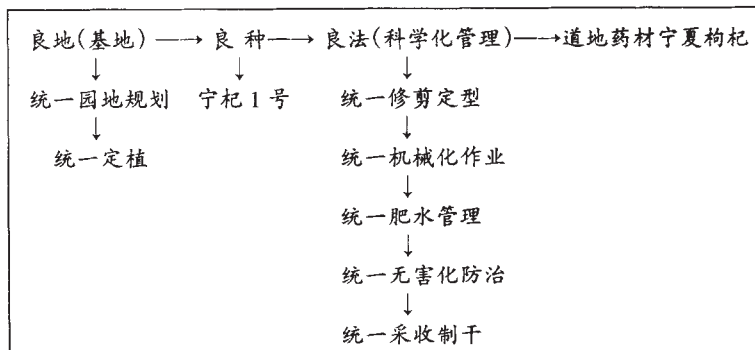 良地(基地)→良种→良法(科学化管理)→道地药材宁夏枸杞
↓ ↓ ↓
统一园地规划 宁杞1号 统一修剪定型
↓ ↓
统一定植 统一机械化作业
↓
统一肥水管理
↓
统一无害化防治
↓
统一采收制干